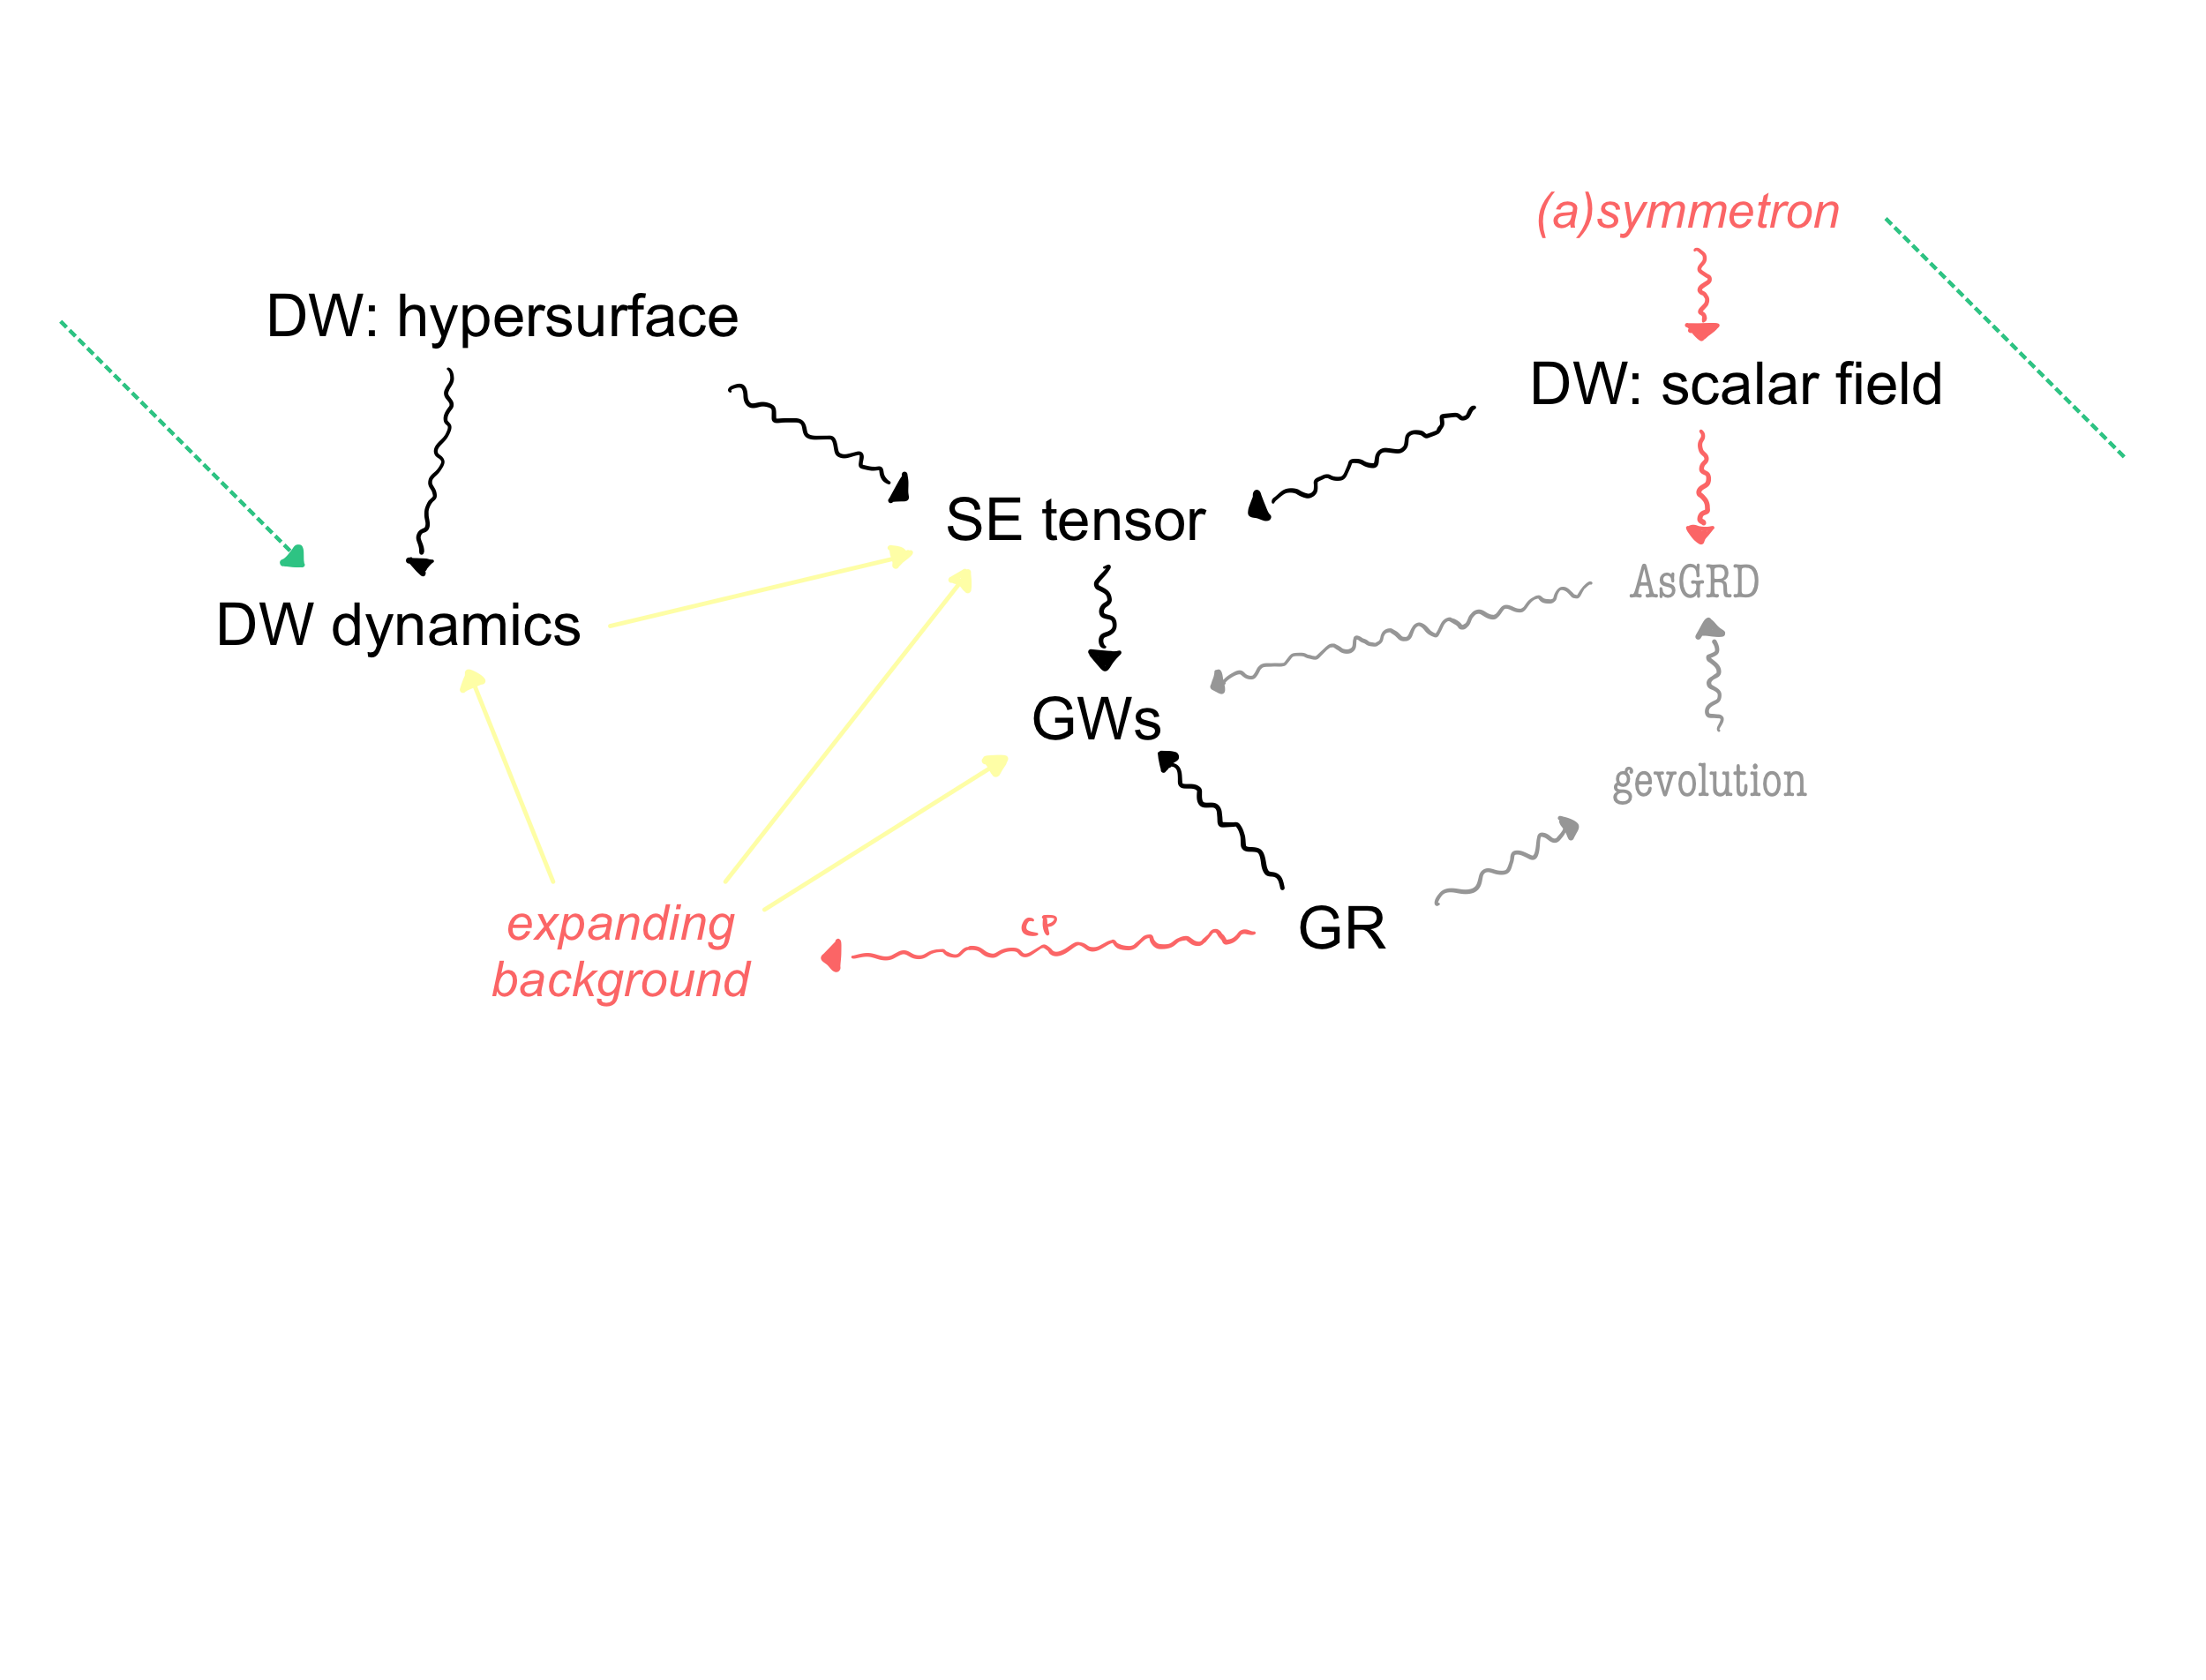 (a)symmetron
DW: hypersurface
DW: scalar field
SE tensor
AsGRD
DW dynamics
GWs
gevolution
expanding
background
CP
GR